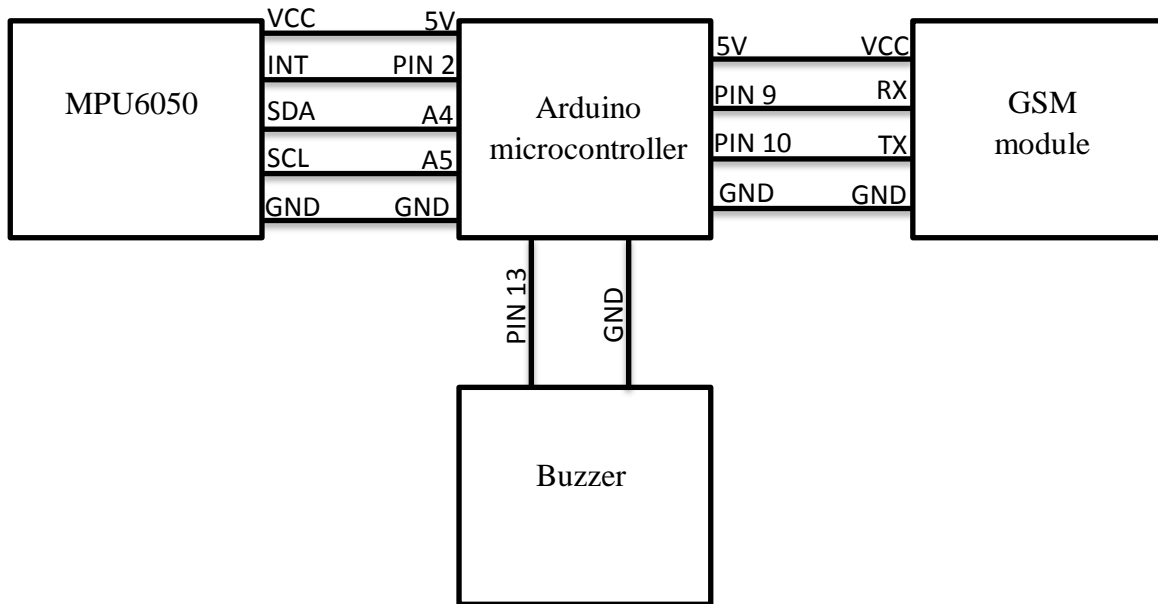 VCC 5V
INT PIN 2
SDA A4
SCL A5
GND GND
MPU6050
Arduino
microcontroller
5V VCC
PIN 9 RX
PIN 10 TX
GND GND
GSM
module
PIN 13
GND
Buzzer